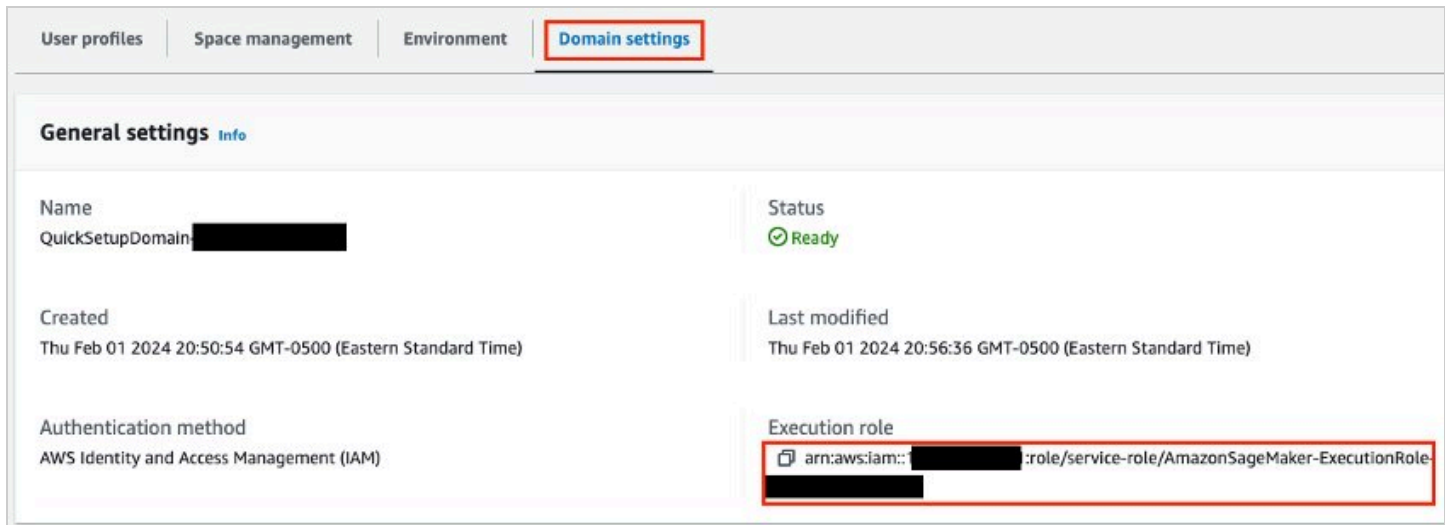 User profiles
Space management
Environment
Domain settings
General settings Info
Name
QuickSetupDomain-
Status
Ready
Created
Thu Feb 01 2024 20:50:54 GMT-0500 (Eastern Standard Time)
Last modified
Thu Feb 01 2024 20:56:36 GMT-0500 (Eastern Standard Time)
Authentication method
AWS Identity and Access Management (IAM)
Execution role
arn:aws:iam:: :role/service-role/AmazonSageMaker-ExecutionRole-